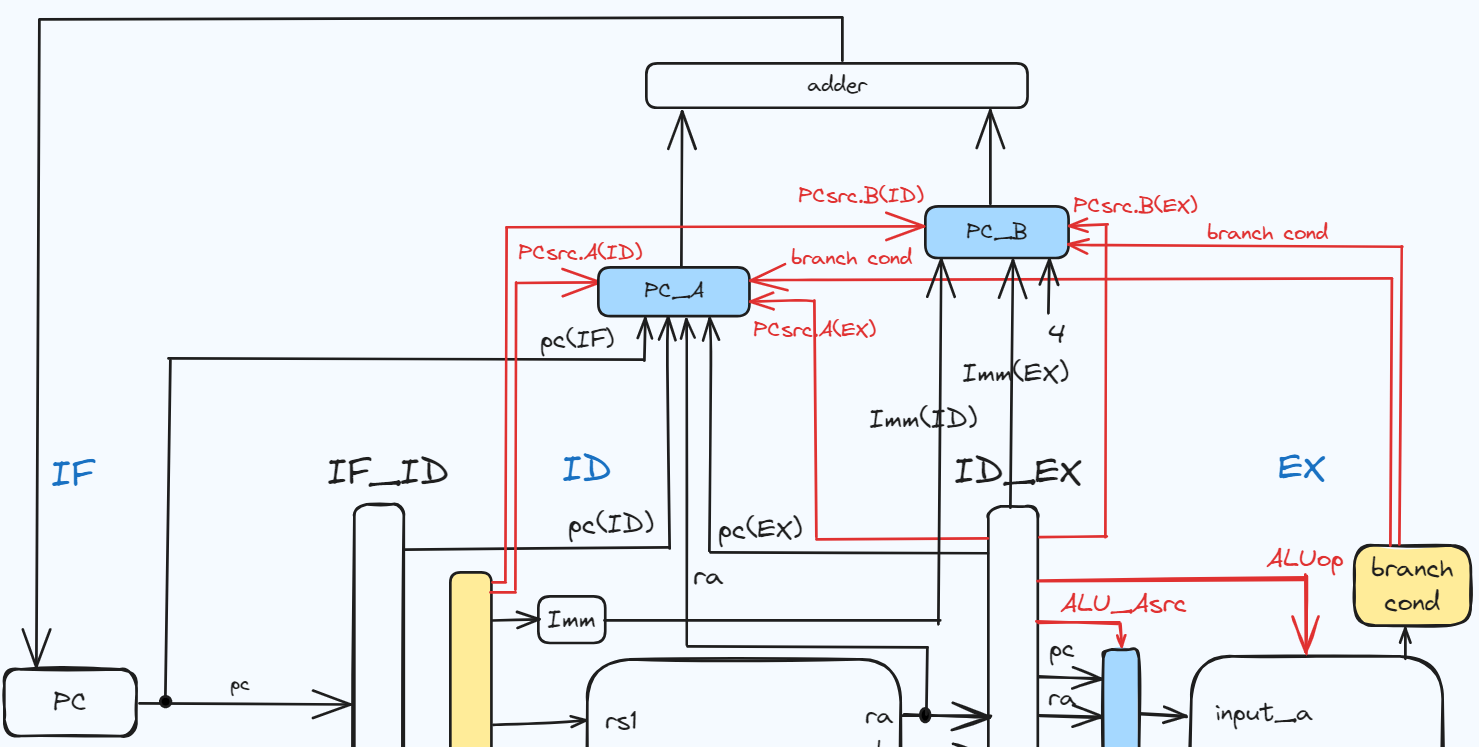 adder
PCsrc.B(ID)
PC_B
PCsrc.B(EX)
branch cond
PCsrc.A(ID)
branch cond
PC_A
PCsrc.A(EX)
pc(IF)
4
Imm(EX)
Imm(ID)
IF
IF_ID
ID
ID_EX
EX
pc(ID)
pc(EX)
ALUop
branch
cond
ra
ALU_Asrc
Imm
pc
pc
PC
ra
rs1
ra
input_a